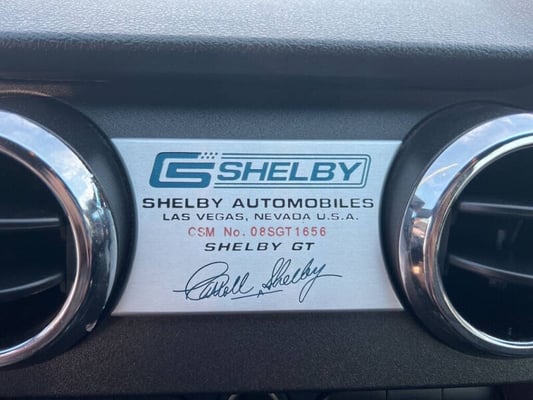 CS SHELBY
SHELBY AUTOMOBILES
LAS VEGAS, NEVADA U.S.A.
CSM No. 08SGT1656
SHELBY GT
Carroll Shelby